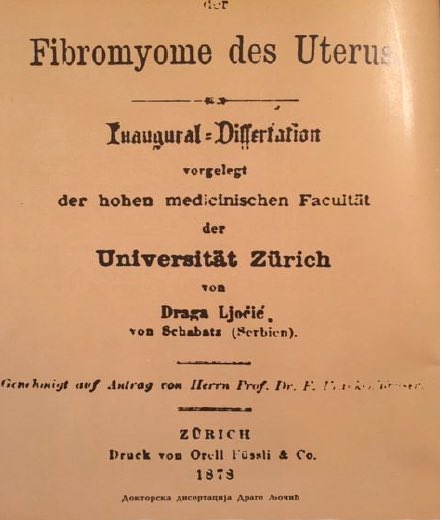 der
Fibromyome des Uterus
Inaugural-Dissertation
vorgelegt
der hohen medicinischen Facultät
der
Universität Zürich
von
Draga Ljočić.
von Schabatz (Serbien).
Genehmigt auf Antrag von Herrn Prof. Dr. F.
ZÜRICH
Druck von Orell Füssli & Co.
1878
Докторска дисертација Драге Љочић